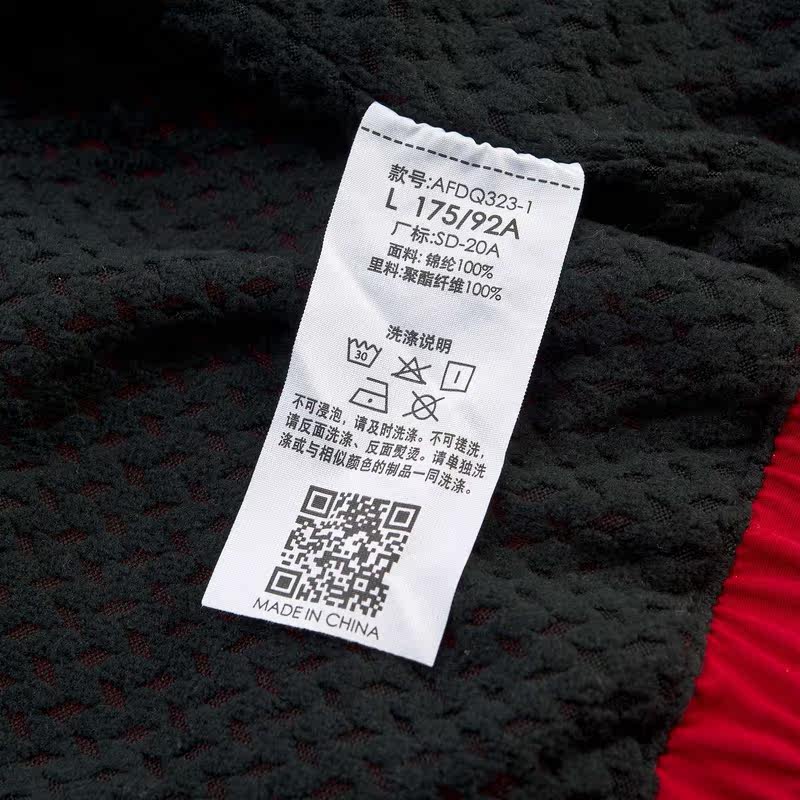 款号:AFDQ323-1
L 175/92A
厂标:SD-20A
面料: 锦纶100%
里料:聚酯纤维100%
洗涤说明
30
不可浸泡，请及时洗涤。不可搓洗，
请反面洗涤、反面熨烫。请单独洗
涤或与相似颜色的制品一同洗涤。
MADE IN CHINA